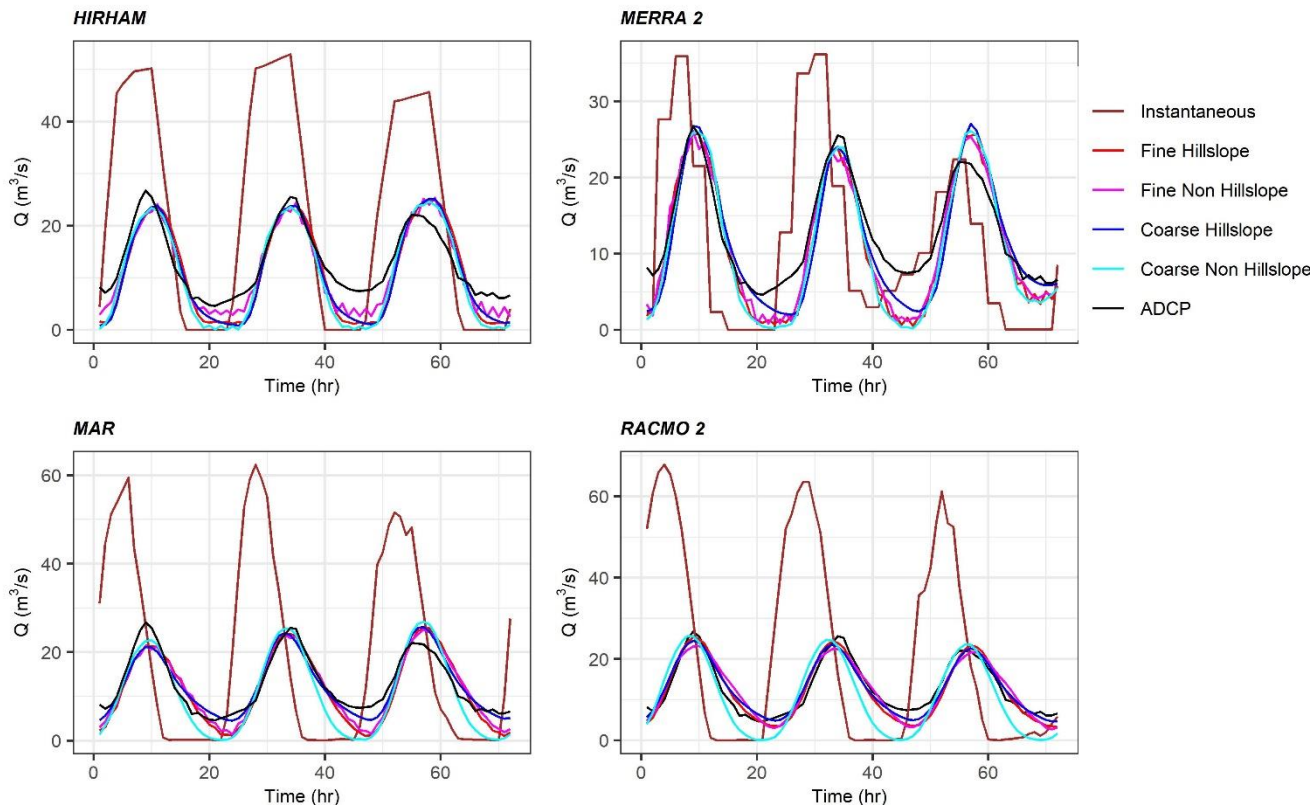 HIRHAM
Q (m³/s)
40
20
0
0 20 40 60
Time (hr)
MERRA 2
Q (m³/s)
30
20
10
0
0 20 40 60
Time (hr)
Instantaneous
Fine Hillslope
Fine Non Hillslope
Coarse Hillslope
Coarse Non Hillslope
ADCP
MAR
Q (m³/s)
60
40
20
0
0 20 40 60
Time (hr)
RACMO 2
Q (m³/s)
60
40
20
0
0 20 40 60
Time (hr)